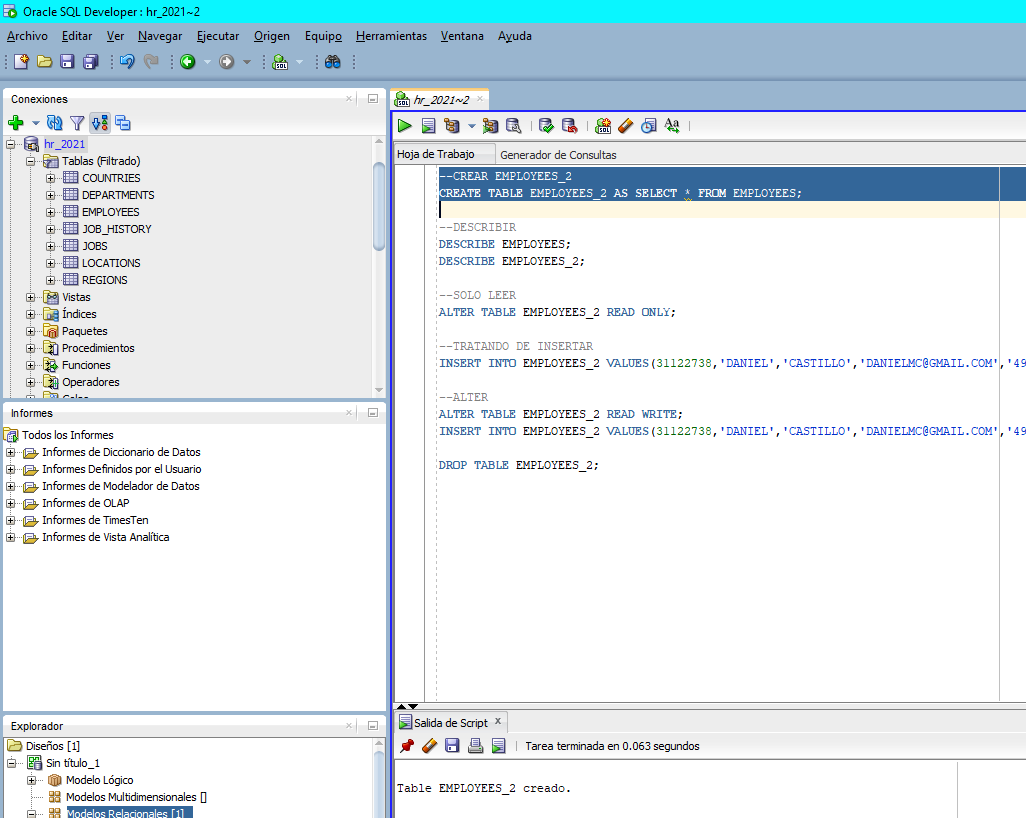 Oracle SQL Developer : hr_2021~2
Archivo Editar Ver Navegar Ejecutar Origen Equipo Herramientas Ventana Ayuda
Conexiones
hr_2021
Tablas (Filtrado)
COUNTRIES
DEPARTMENTS
EMPLOYEES
JOB_HISTORY
JOBS
LOCATIONS
REGIONS
Vistas
Índices
Paquetes
Procedimientos
Funciones
Operadores
Informes
Todos los Informes
Informes de Diccionario de Datos
Informes Definidos por el Usuario
Informes de Modelador de Datos
Informes de OLAP
Informes de TimesTen
Informes de Vista Analítica
Explorador
Diseños [1]
Sin título_1
Modelo Lógico
Modelos Multidimensionales []
Modelos Relacionales [1]
hr_2021~2
Hoja de Trabajo Generador de Consultas
--CREAR EMPLOYEES_2
CREATE TABLE EMPLOYEES_2 AS SELECT * FROM EMPLOYEES;
--DESCRIBIR
DESCRIBE EMPLOYEES;
DESCRIBE EMPLOYEES_2;
--SOLO LEER
ALTER TABLE EMPLOYEES_2 READ ONLY;
--TRATANDO DE INSERTAR
INSERT INTO EMPLOYEES_2 VALUES(31122738,'DANIEL','CASTILLO','DANIELMC@GMAIL.COM','49
--ALTER
ALTER TABLE EMPLOYEES_2 READ WRITE;
INSERT INTO EMPLOYEES_2 VALUES(31122738,'DANIEL','CASTILLO','DANIELMC@GMAIL.COM','49
DROP TABLE EMPLOYEES_2;
Salida de Script
Tarea terminada en 0.063 segundos
Table EMPLOYEES_2 creado.